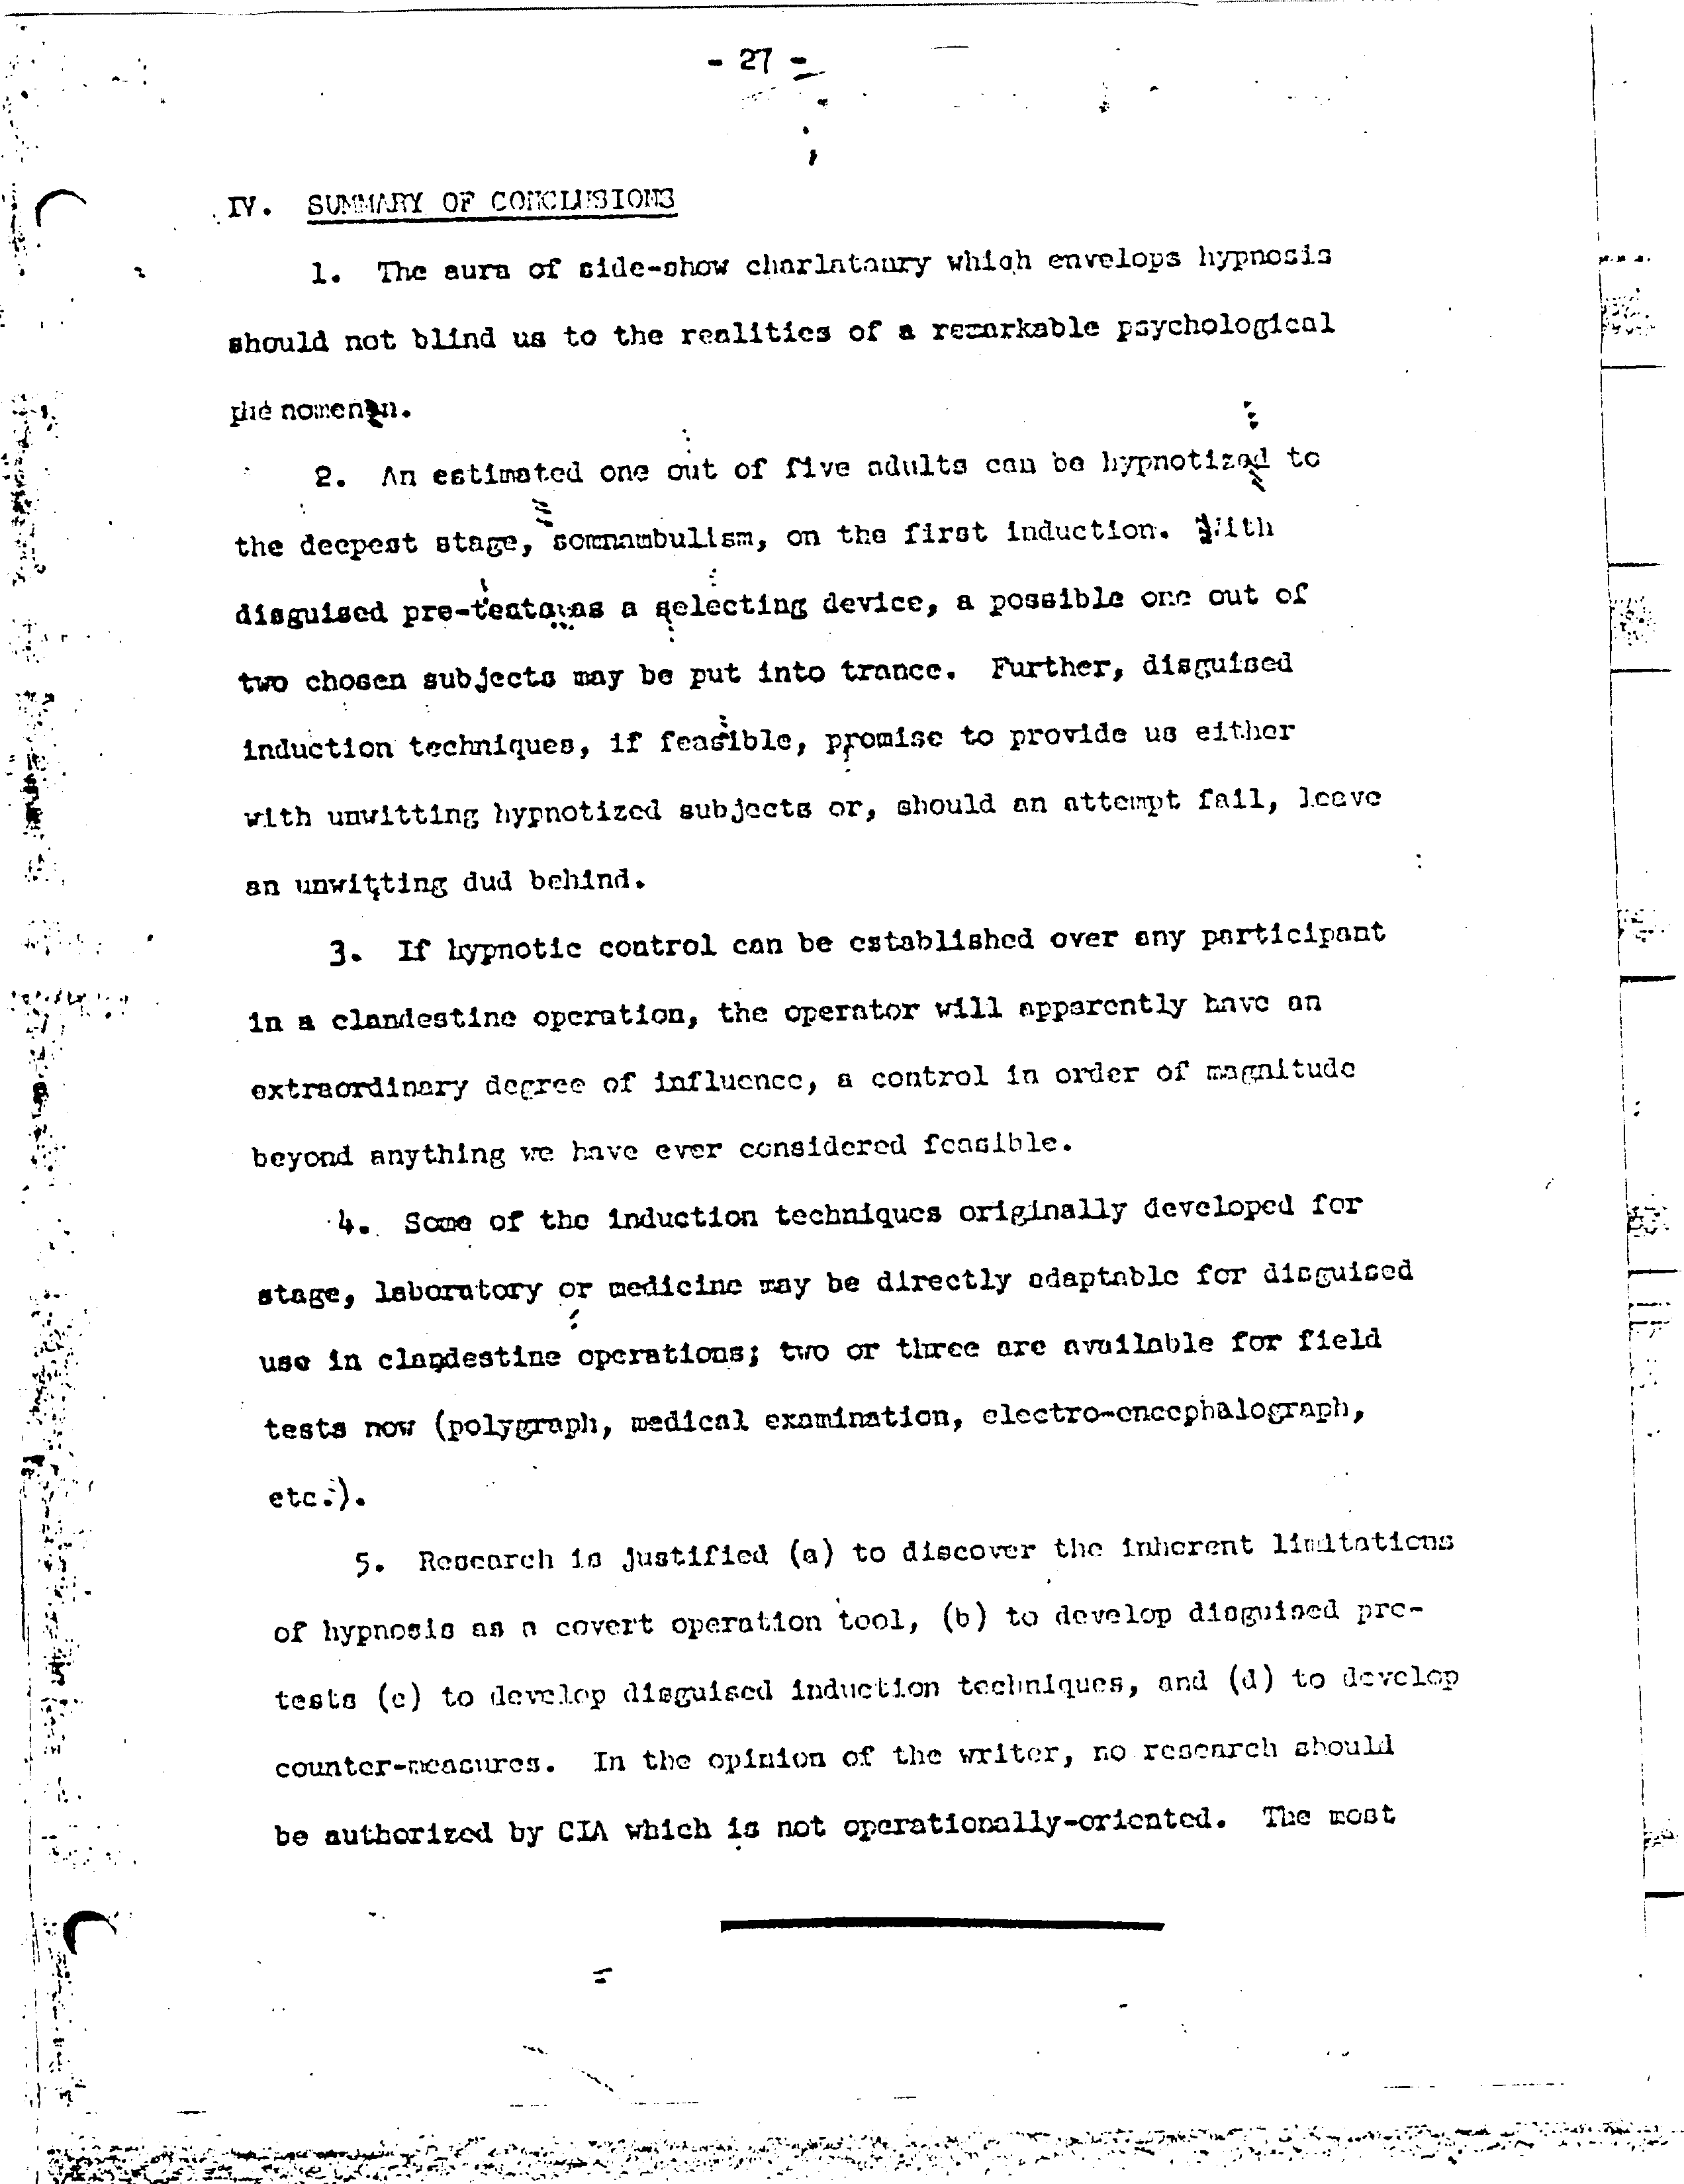 - 27 -
IV. SUMMARY OF CONCLUSIONS
1. The aura of side-show charlatanry which envelops hypnosis
should not blind us to the realities of a remarkable psychological
phenomenon.
2. An estimated one out of five adults can be hypnotized to
the deepest stage, somnambulism, on the first induction. With
disguised pre-tests as a selecting device, a possible one out of
two chosen subjects may be put into trance. Further, disguised
induction techniques, if feasible, promise to provide us either
with unwitting hypnotized subjects or, should an attempt fail, leave
an unwitting dud behind.
3. If hypnotic control can be established over any participant
in a clandestine operation, the operator will apparently have an
extraordinary degree of influence, a control in order of magnitude
beyond anything we have ever considered feasible.
4. Some of the induction techniques originally developed for
stage, laboratory or medicine may be directly adaptable for disguised
use in clandestine operations; two or three are available for field
tests now (polygraph, medical examination, electro-encephalograph,
etc.).
5. Research is justified (a) to discover the inherent limitations
of hypnosis as a covert operation tool, (b) to develop disguised pre-
tests (c) to develop disguised induction techniques, and (d) to develop
counter-measures. In the opinion of the writer, no research should
be authorized by CIA which is not operationally-oriented. The most